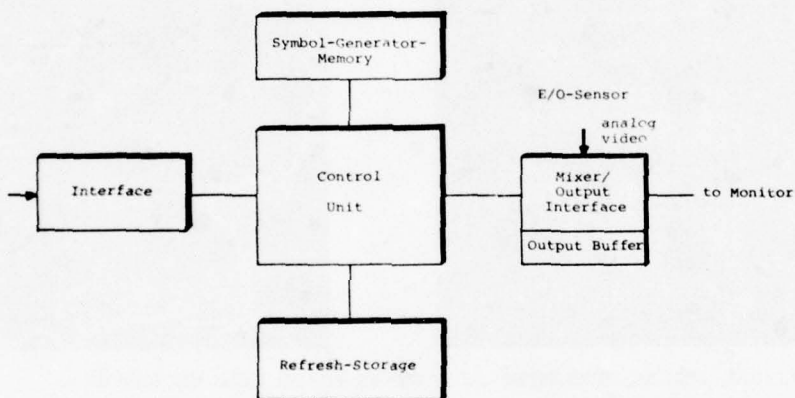 Symbol-Generator-
Memory
E/O-Sensor
analog
video
Interface
Control
Unit
Mixer/
Output
Interface
to Monitor
Output Buffer
Refresh-Storage